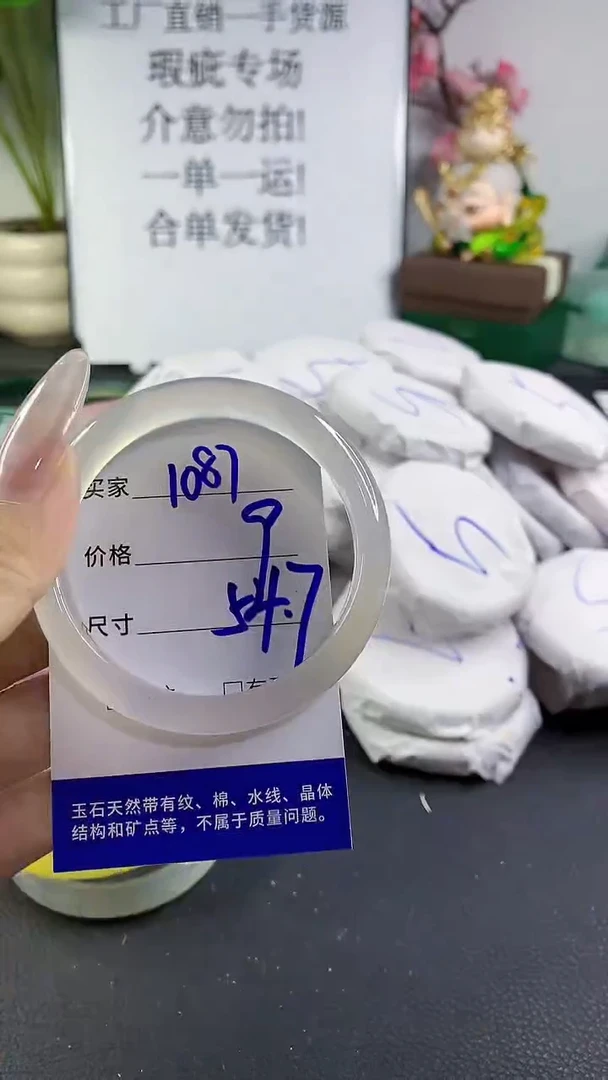 工厂直销一手货源
瑕疵专场
介意勿拍!
一单一运!
合单发货!
买家 1087
价格 9
尺寸 54.7
玉石天然带有纹、棉、水线、晶体
结构和矿点等，不属于质量问题。